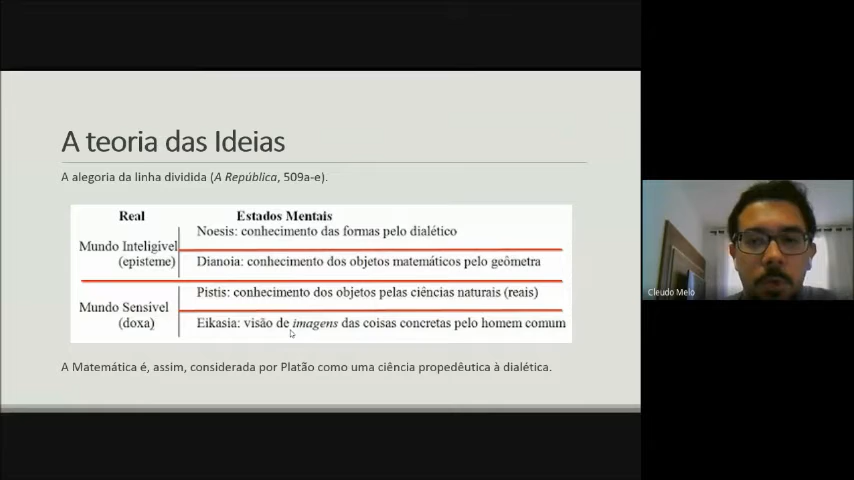 A teoria das Ideias
A alegoria da linha dividida (A República, 509a-e).
Real Estados Mentais
Noesis: conhecimento das formas pelo dialético
Mundo Inteligível
(episteme)
Dianoia: conhecimento dos objetos matemáticos pelo geômetra
Pistis: conhecimento dos objetos pelas ciências naturais (reais)
Mundo Sensível
(doxa)
Eikasia: visão de imagens das coisas concretas pelo homem comum
A Matemática é, assim, considerada por Platão como uma ciência propedêutica à dialética.
Cleudo Melo